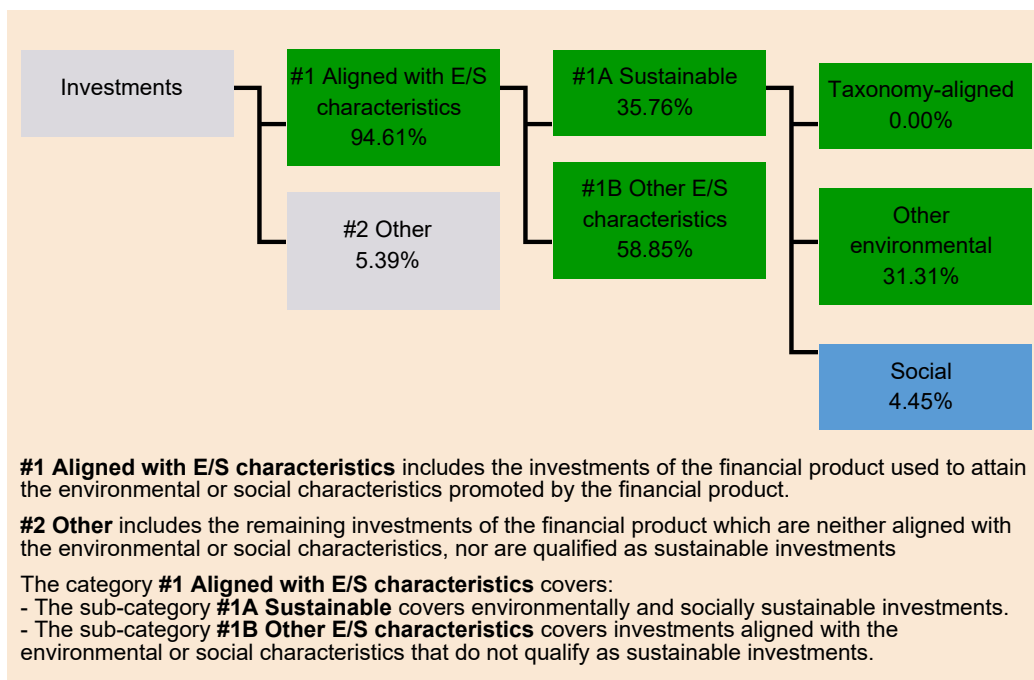 Investments
#1 Aligned with E/S
characteristics
94.61%
#2 Other
5.39%
#1A Sustainable
35.76%
#1B Other E/S
characteristics
58.85%
Taxonomy-aligned
0.00%
Other
environmental
31.31%
Social
4.45%
#1 Aligned with E/S characteristics includes the investments of the financial product used to attain
the environmental or social characteristics promoted by the financial product.
#2 Other includes the remaining investments of the financial product which are neither aligned with
the environmental or social characteristics, nor are qualified as sustainable investments
The category #1 Aligned with E/S characteristics covers:
- The sub-category #1A Sustainable covers environmentally and socially sustainable investments.
- The sub-category #1B Other E/S characteristics covers investments aligned with the
environmental or social characteristics that do not qualify as sustainable investments.